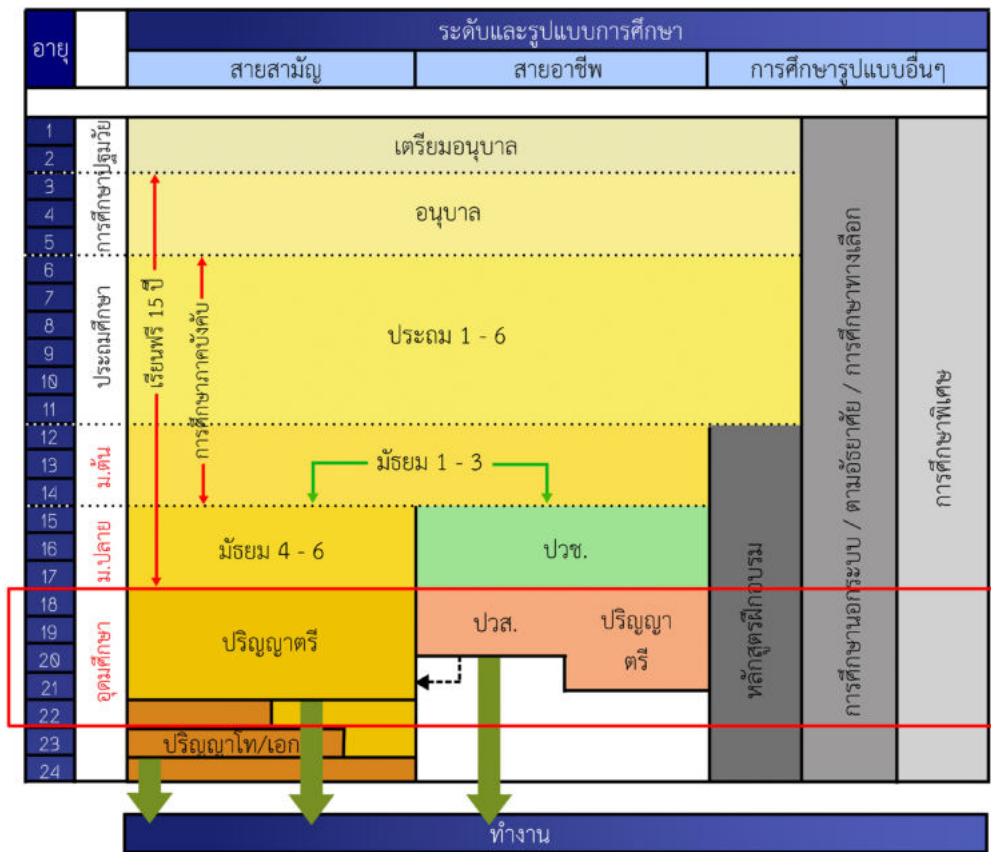 อายุ
ระดับและรูปแบบการศึกษา
สายสามัญ
สายอาชีพ
การศึกษารูปแบบอื่นๆ
1
2
3
4
5
6
7
8
9
10
11
12
13
14
15
16
17
18
19
20
21
22
23
24
การศึกษาปฐมวัย
ประถมศึกษา
ม.ต้น
ม.ปลาย
อุดมศึกษา
เตรียมอนุบาล
อนุบาล
เรียนฟรี 15 ปี
การศึกษาภาคบังคับ
ประถม 1 - 6
มัธยม 1 - 3
มัธยม 4 - 6
ปวช.
ปริญญาตรี
ปวส.
ปริญญา
ตรี
ปริญญาโท/เอก
หลักสูตรฝึกอบรม
การศึกษานอกระบบ / ตามอัธยาศัย / การศึกษาทางเลือก
การศึกษาพิเศษ
ทำงาน